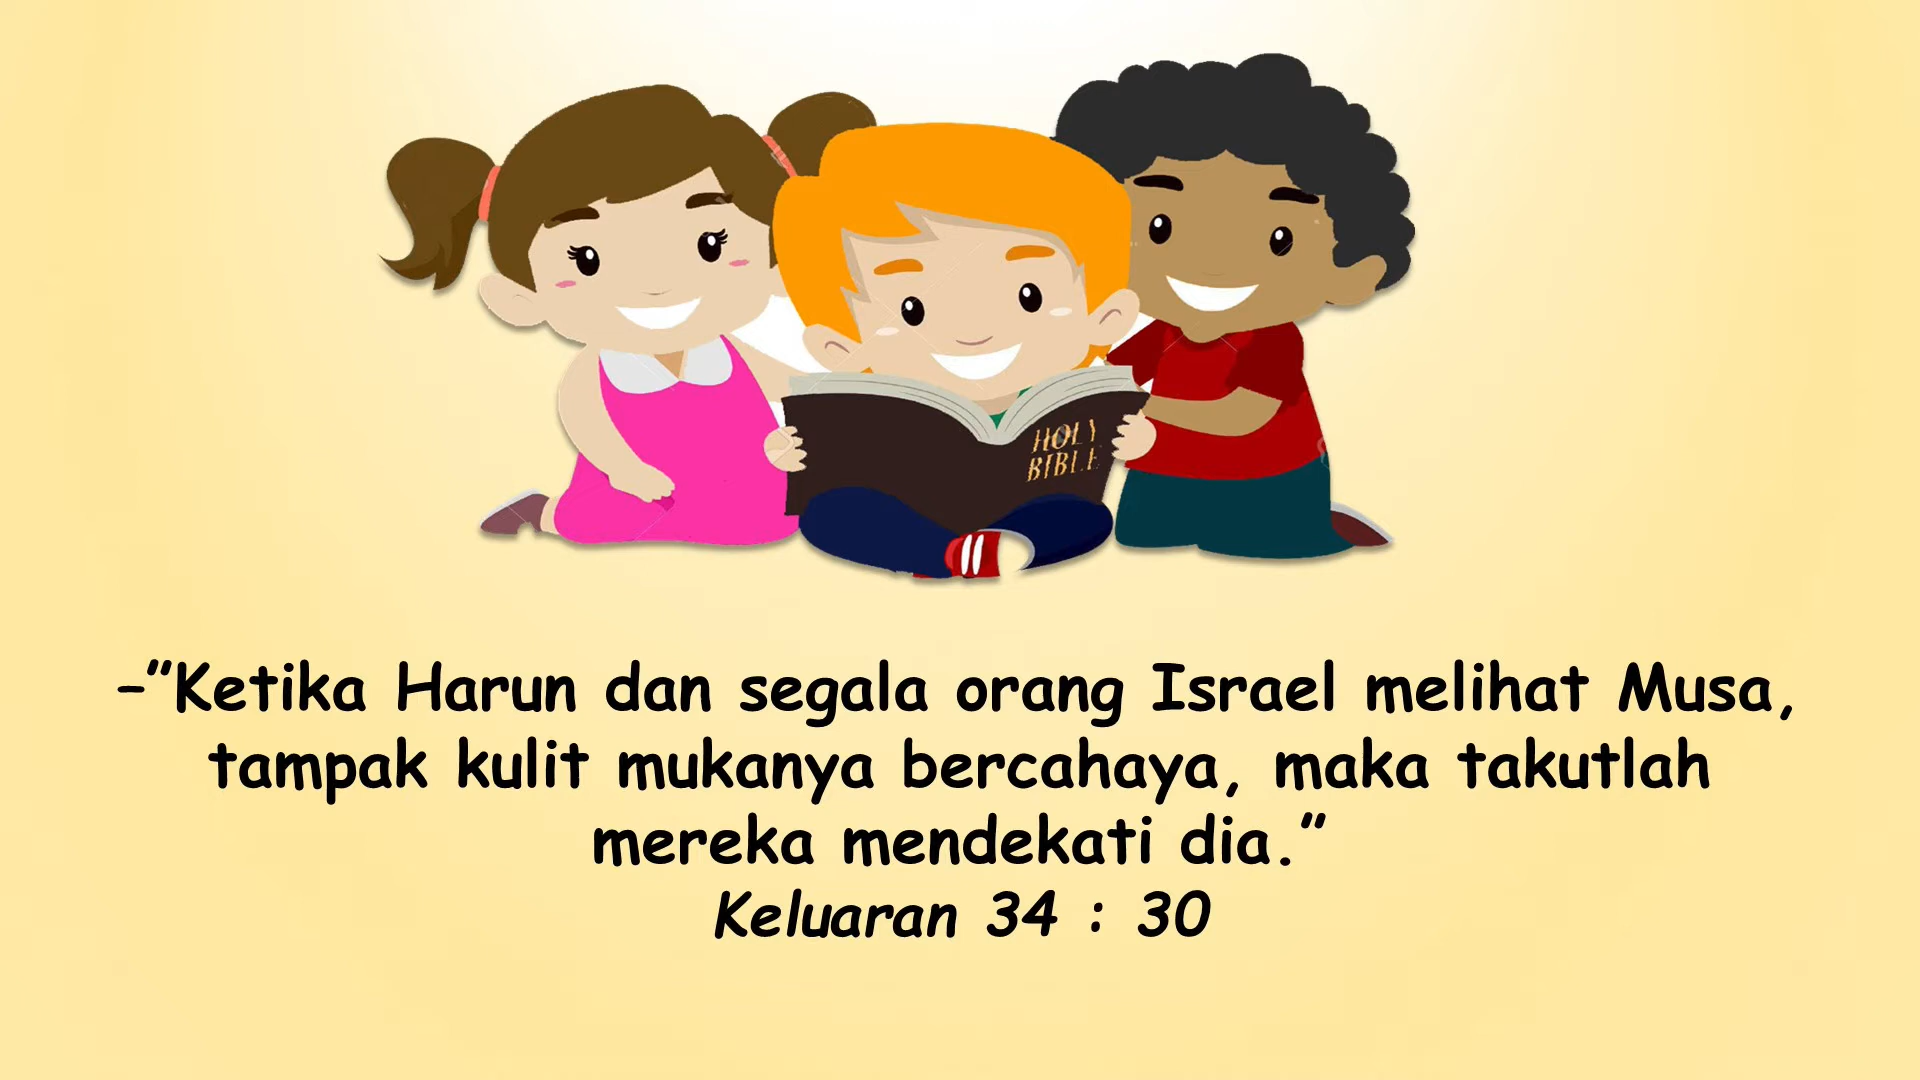 HOLY
BIBLE
–”Ketika Harun dan segala orang Israel melihat Musa,
tampak kulit mukanya bercahaya, maka takutlah
mereka mendekati dia.”
Keluaran 34 : 30